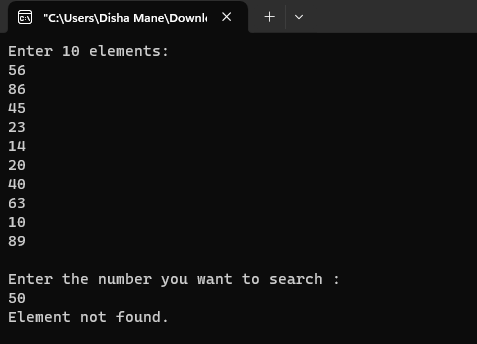 "C:\Users\Disha Mane\Downl
Enter 10 elements:
56
86
45
23
14
20
40
63
10
89
Enter the number you want to search :
50
Element not found.